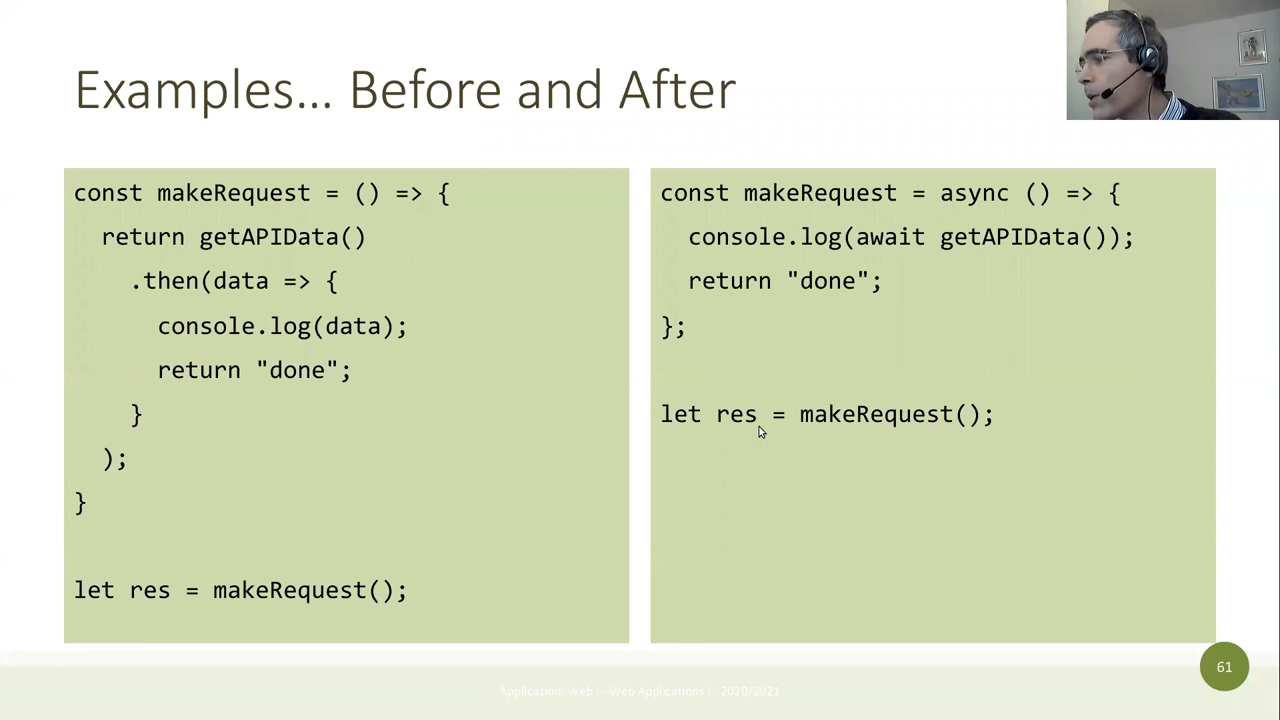 Examples... Before and After
const makeRequest = () => {
return getAPIData()
.then(data => {
console.log(data);
return "done";
}
);
}
let res = makeRequest();
const makeRequest = async () => {
console.log(await getAPIData());
return "done";
};
let res = makeRequest();
61
Applicazioni Web I - Web Applications I - 2020/2021